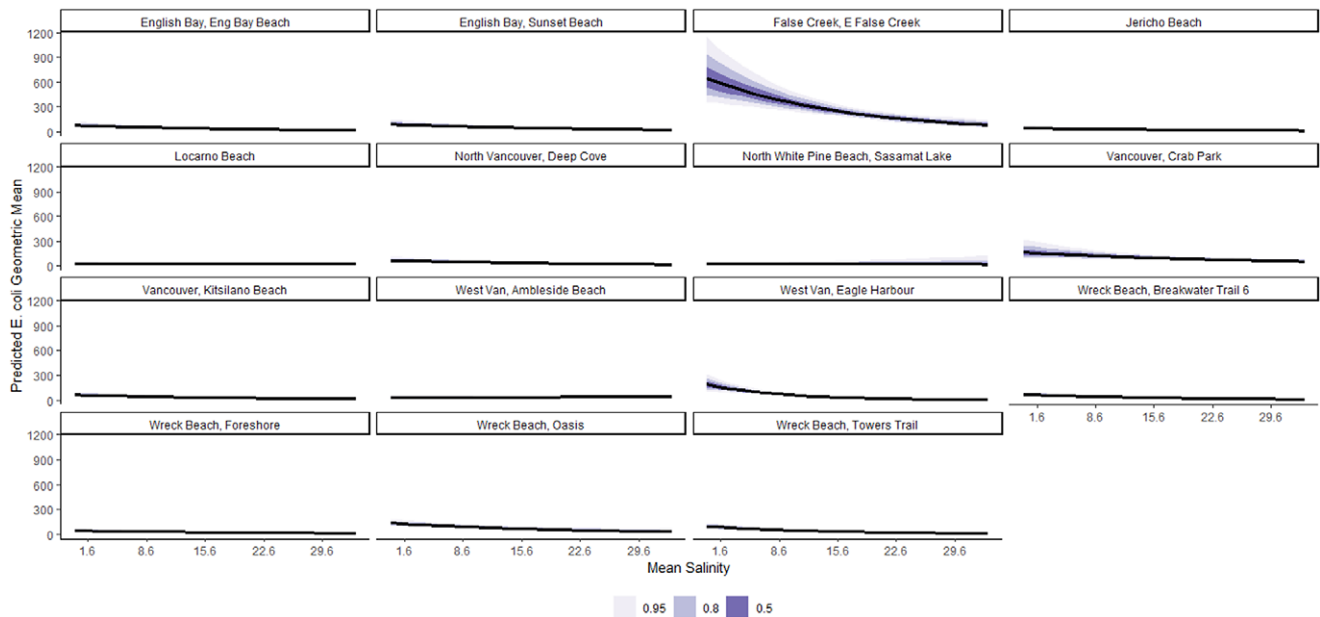 English Bay, Eng Bay Beach
English Bay, Sunset Beach
False Creek, E False Creek
Jericho Beach
1200
900
600
300
0
Locarno Beach
North Vancouver, Deep Cove
North White Pine Beach, Sasamat Lake
Vancouver, Crab Park
1200
900
600
300
0
Vancouver, Kitsilano Beach
West Van, Ambleside Beach
West Van, Eagle Harbour
Wreck Beach, Breakwater Trail 6
1200
900
600
300
0
1.6 8.6 15.6 22.6 29.6
Wreck Beach, Foreshore
Wreck Beach, Oasis
Wreck Beach, Towers Trail
1200
900
600
300
0
1.6 8.6 15.6 22.6 29.6
1.6 8.6 15.6 22.6 29.6
1.6 8.6 15.6 22.6 29.6
Predicted E. coli Geometric Mean
Mean Salinity
0.95 0.8 0.5